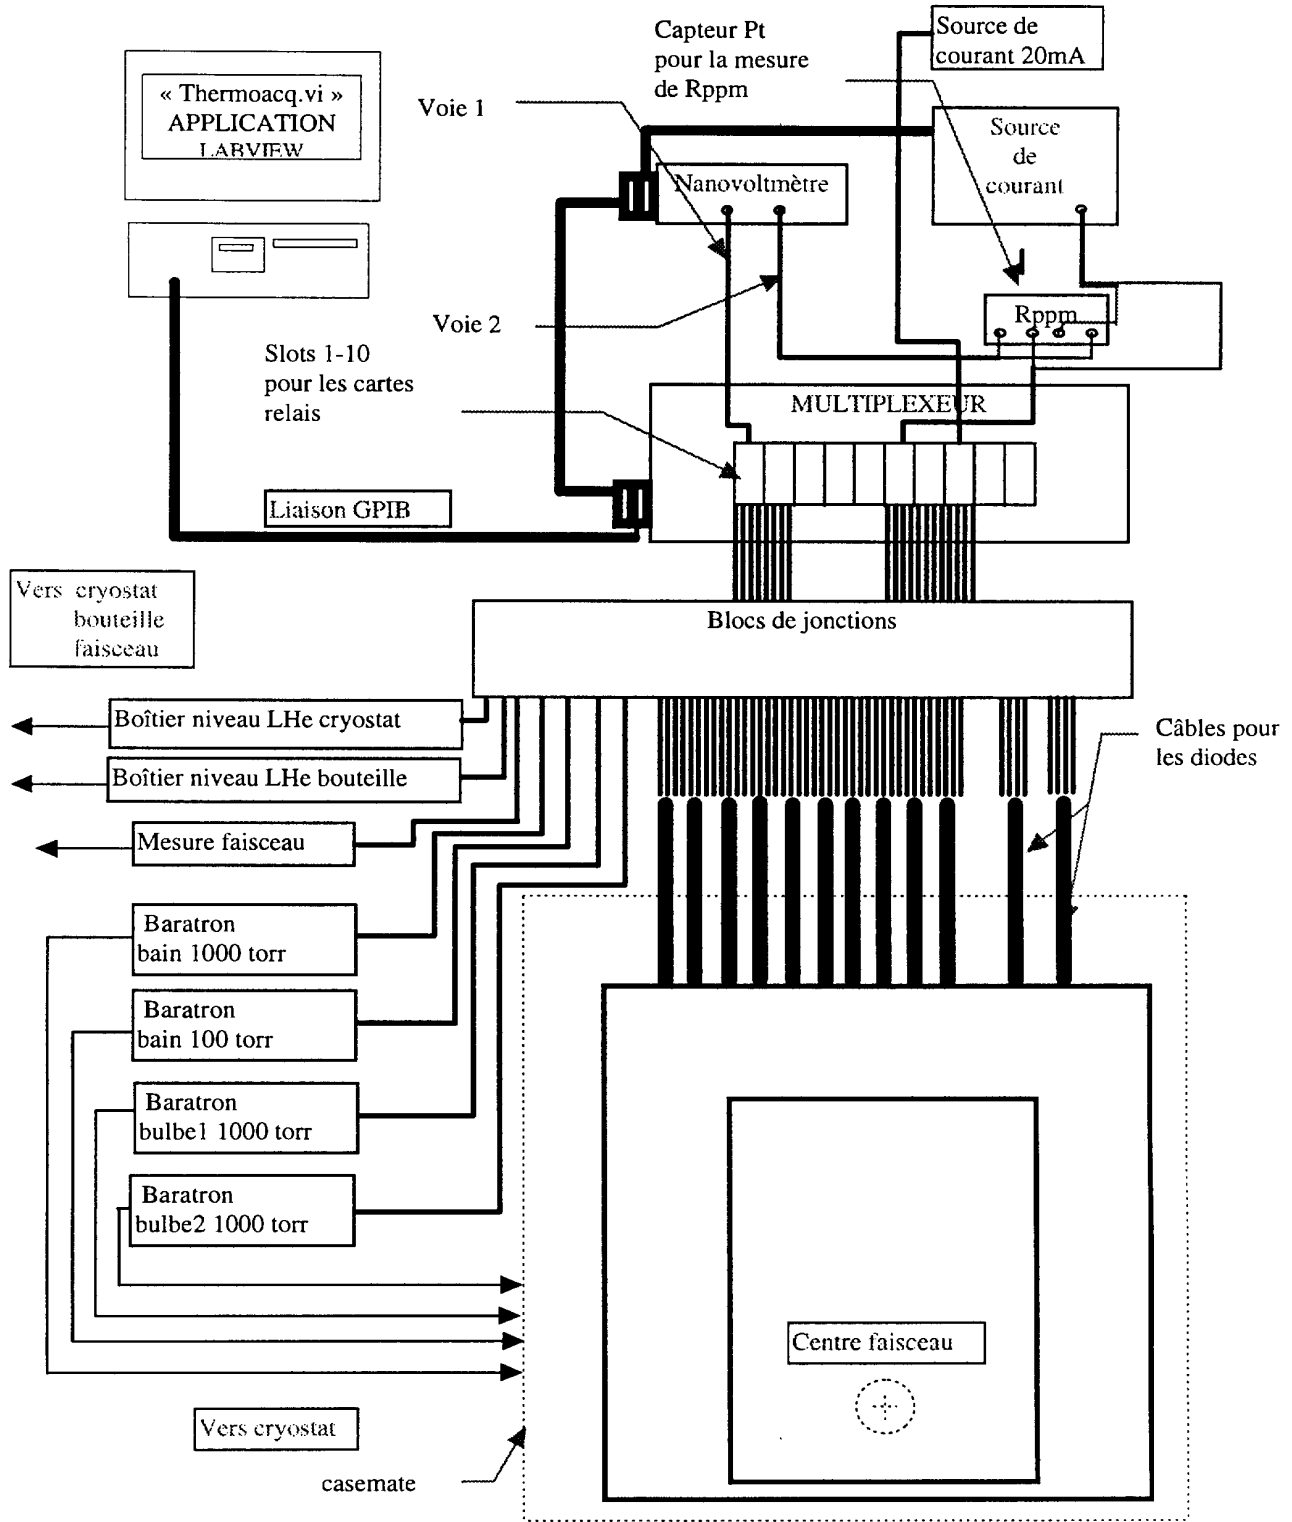 « Thermoacq.vi »
APPLICATION
LABVIEW
Voie 1
Capteur Pt
pour la mesure
de Rppm
Source de
courant 20mA
Source
de
courant
Nanovoltmètre
Voie 2
Rppm
Slots 1-10
pour les cartes
relais
MULTIPLEXEUR
Liaison GPIB
Vers cryostat
bouteille
faisceau
Blocs de jonctions
Boîtier niveau LHe cryostat
Boîtier niveau LHe bouteille
Mesure faisceau
Câbles pour
les diodes
Baratron
bain 1000 torr
Baratron
bain 100 torr
Baratron
bulbe1 1000 torr
Baratron
bulbe2 1000 torr
Centre faisceau
Vers cryostat
casemate